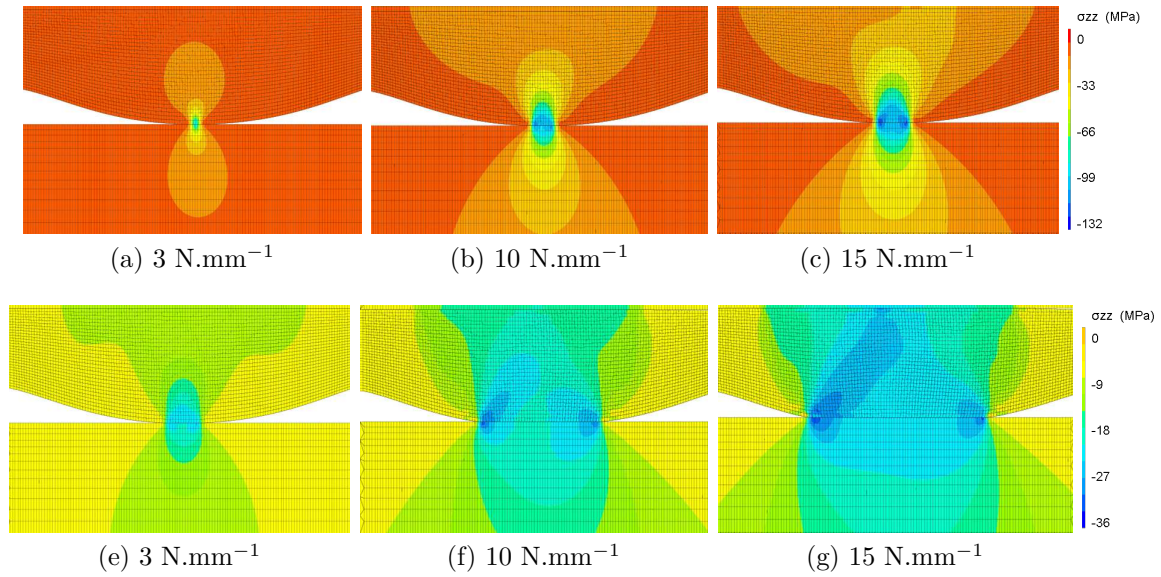 σzz (MPa)
0
-33
-66
-99
-132
(a) 3 N.mm⁻¹
(b) 10 N.mm⁻¹
(c) 15 N.mm⁻¹
σzz (MPa)
0
-9
-18
-27
-36
(e) 3 N.mm⁻¹
(f) 10 N.mm⁻¹
(g) 15 N.mm⁻¹